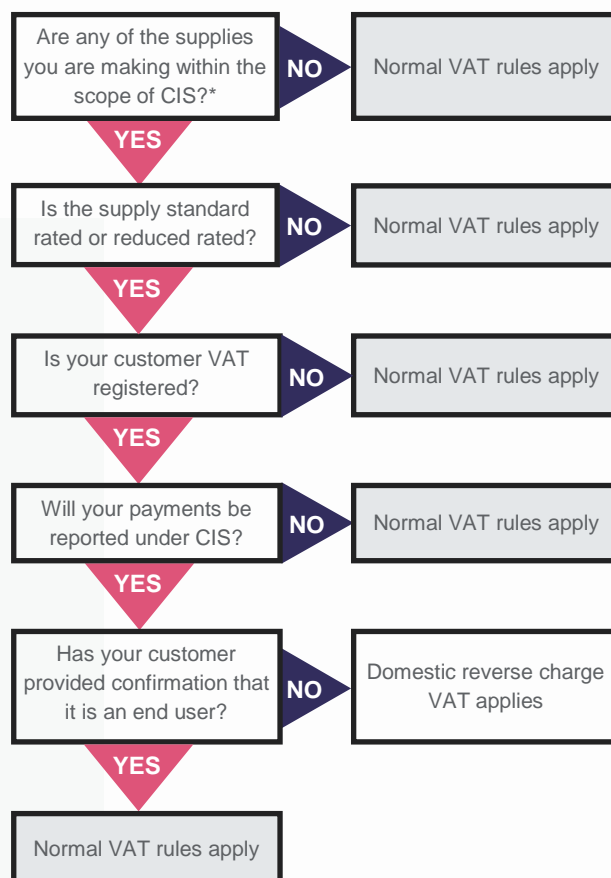 Are any of the supplies
you are making within the
scope of CIS?*
NO
Normal VAT rules apply
YES
Is the supply standard
rated or reduced rated?
NO
Normal VAT rules apply
YES
Is your customer VAT
registered?
NO
Normal VAT rules apply
YES
Will your payments be
reported under CIS?
NO
Normal VAT rules apply
YES
Has your customer
provided confirmation that
it is an end user?
NO
Domestic reverse charge
VAT applies
YES
Normal VAT rules apply